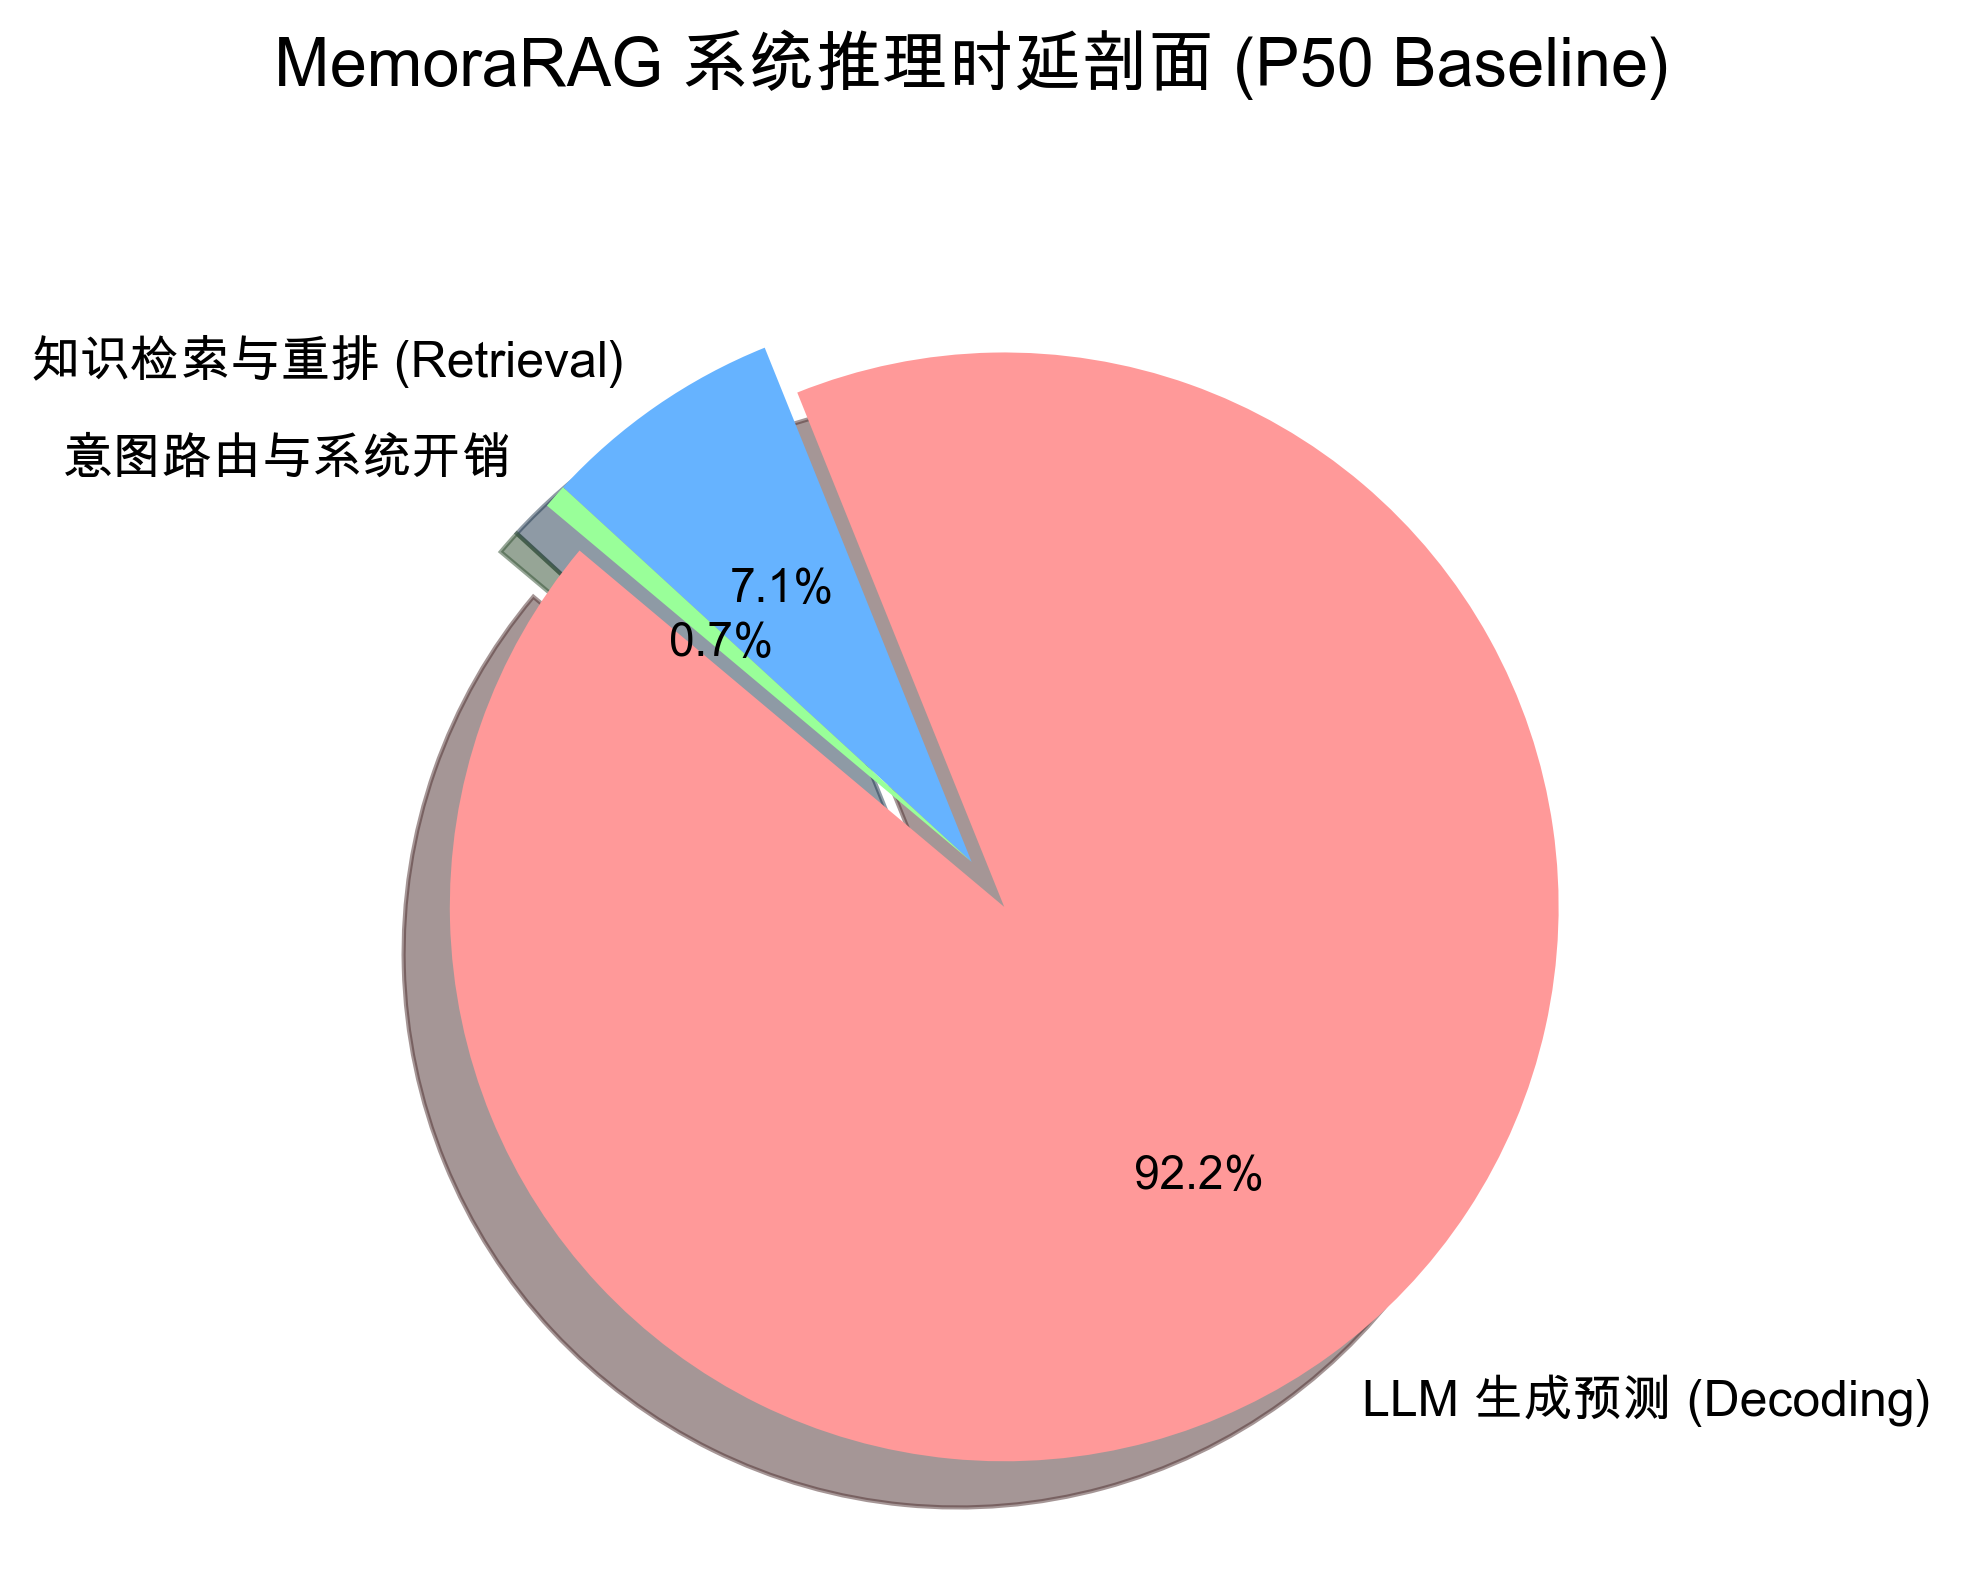 MemoraRAG 系统推理时延剖面 (P50 Baseline)
知识检索与重排 (Retrieval)
意图路由与系统开销
7.1%
0.7%
92.2%
LLM 生成预测 (Decoding)